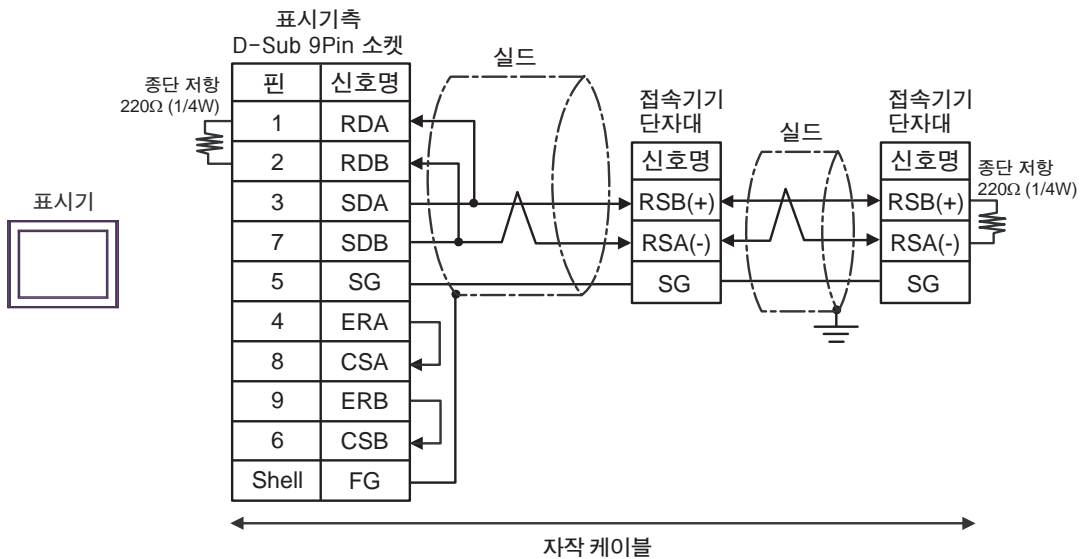 표시기측
D-Sub 9Pin 소켓
종단 저항
220Ω (1/4W)
핀 신호명
1 RDA
2 RDB
3 SDA
7 SDB
5 SG
4 ERA
8 CSA
9 ERB
6 CSB
Shell FG
표시기
실드
접속기기
단자대
신호명
RSB(+)
RSA(-)
SG
실드
접속기기
단자대
신호명
RSB(+)
RSA(-)
SG
종단 저항
220Ω (1/4W)
자작 케이블